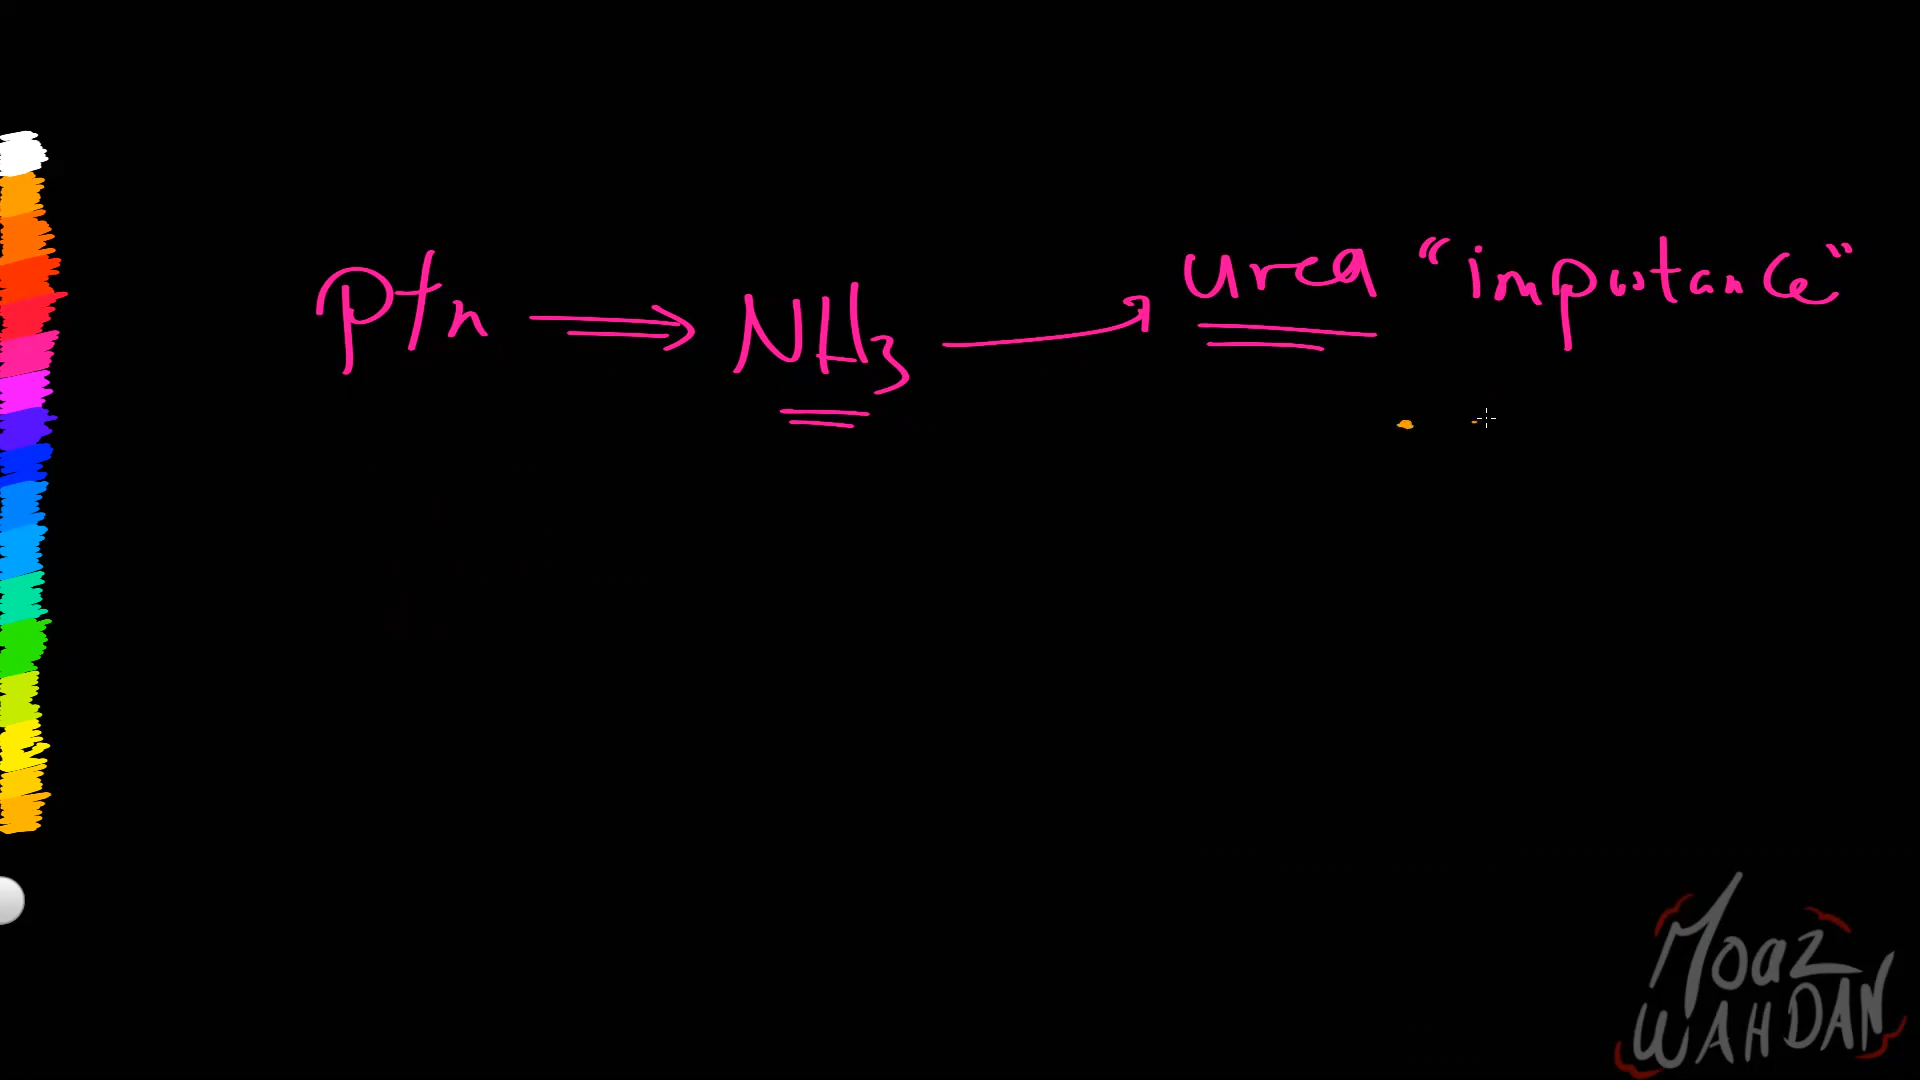 Ptn ⟹ NH3 → urea “importance”
MOAZ
WAHDAN